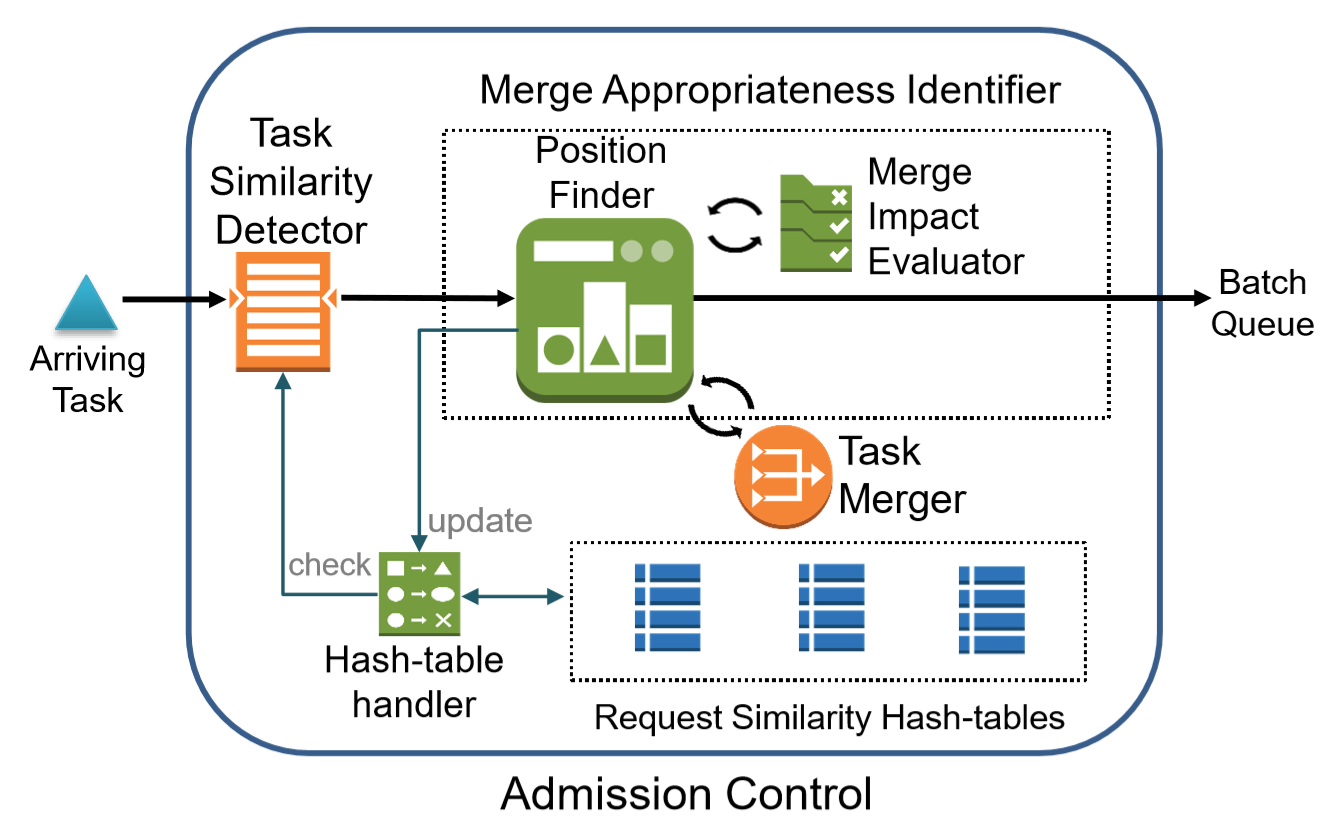 Merge Appropriateness Identifier
Task
Similarity
Detector
Position
Finder
Merge
Impact
Evaluator
Arriving
Task
Batch
Queue
Task
Merger
update
check
Hash-table
handler
Request Similarity Hash-tables
Admission Control